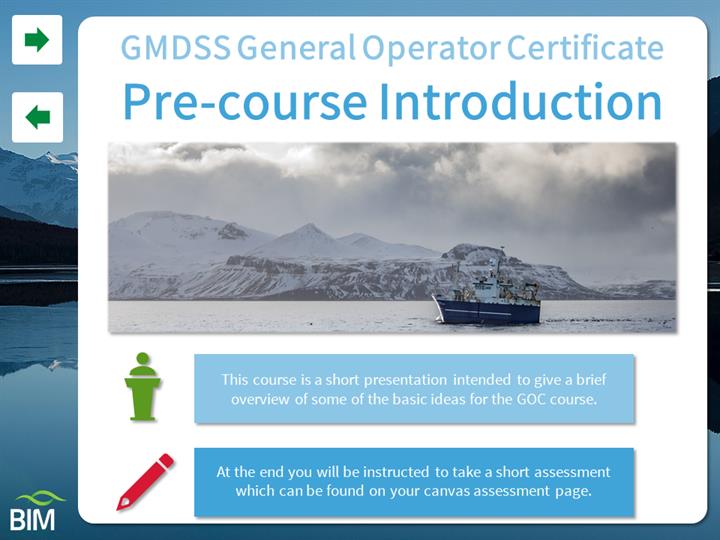 GMDSS General Operator Certificate
Pre-course Introduction
This course is a short presentation intended to give a brief
overview of some of the basic ideas for the GOC course.
At the end you will be instructed to take a short assessment
which can be found on your canvas assessment page.
BIM